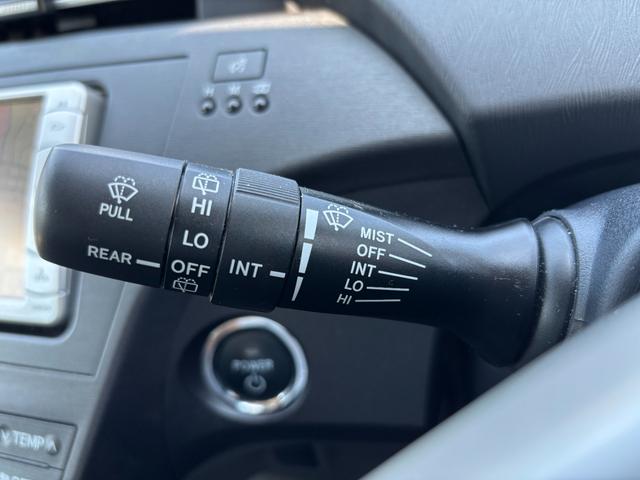 PULL
REAR
HI
LO
OFF
INT
MIST
OFF
INT
LO
HI
POWER
TEMP